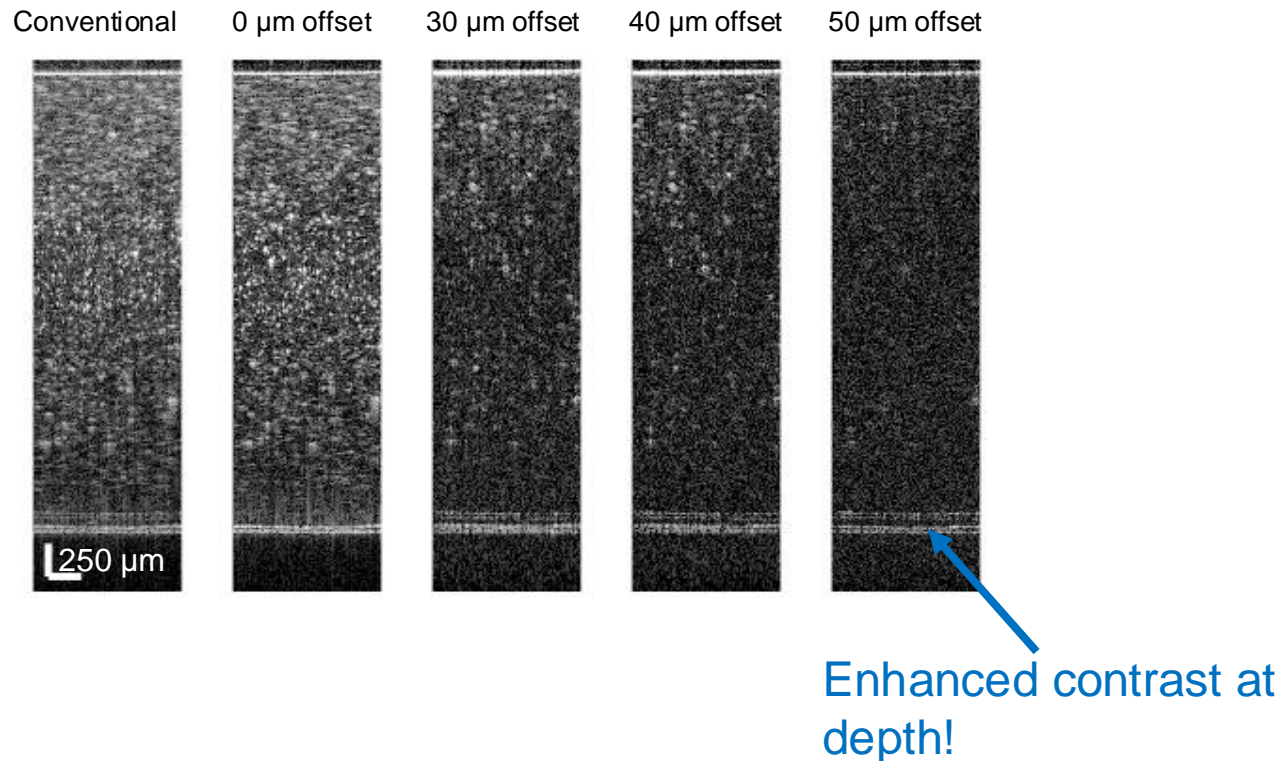 Conventional 0 µm offset 30 µm offset 40 µm offset 50 µm offset
250 µm
Enhanced contrast at
depth!